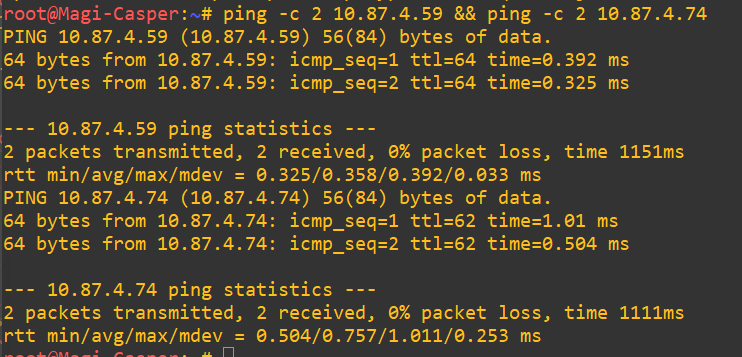 root@Magi-Casper:~# ping -c 2 10.87.4.59 && ping -c 2 10.87.4.74
PING 10.87.4.59 (10.87.4.59) 56(84) bytes of data.
64 bytes from 10.87.4.59: icmp_seq=1 ttl=64 time=0.392 ms
64 bytes from 10.87.4.59: icmp_seq=2 ttl=64 time=0.325 ms

--- 10.87.4.59 ping statistics ---
2 packets transmitted, 2 received, 0% packet loss, time 1151ms
rtt min/avg/max/mdev = 0.325/0.358/0.392/0.033 ms
PING 10.87.4.74 (10.87.4.74) 56(84) bytes of data.
64 bytes from 10.87.4.74: icmp_seq=1 ttl=62 time=1.01 ms
64 bytes from 10.87.4.74: icmp_seq=2 ttl=62 time=0.504 ms

--- 10.87.4.74 ping statistics ---
2 packets transmitted, 2 received, 0% packet loss, time 1111ms
rtt min/avg/max/mdev = 0.504/0.757/1.011/0.253 ms
root@Magi-Casper:~#